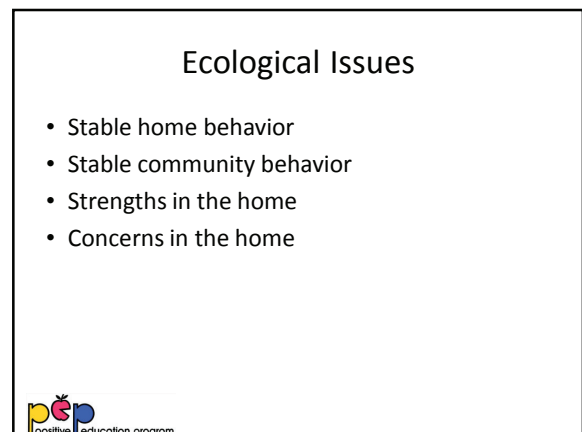 Ecological Issues
• Stable home behavior
• Stable community behavior
• Strengths in the home
• Concerns in the home
pep
positive education program